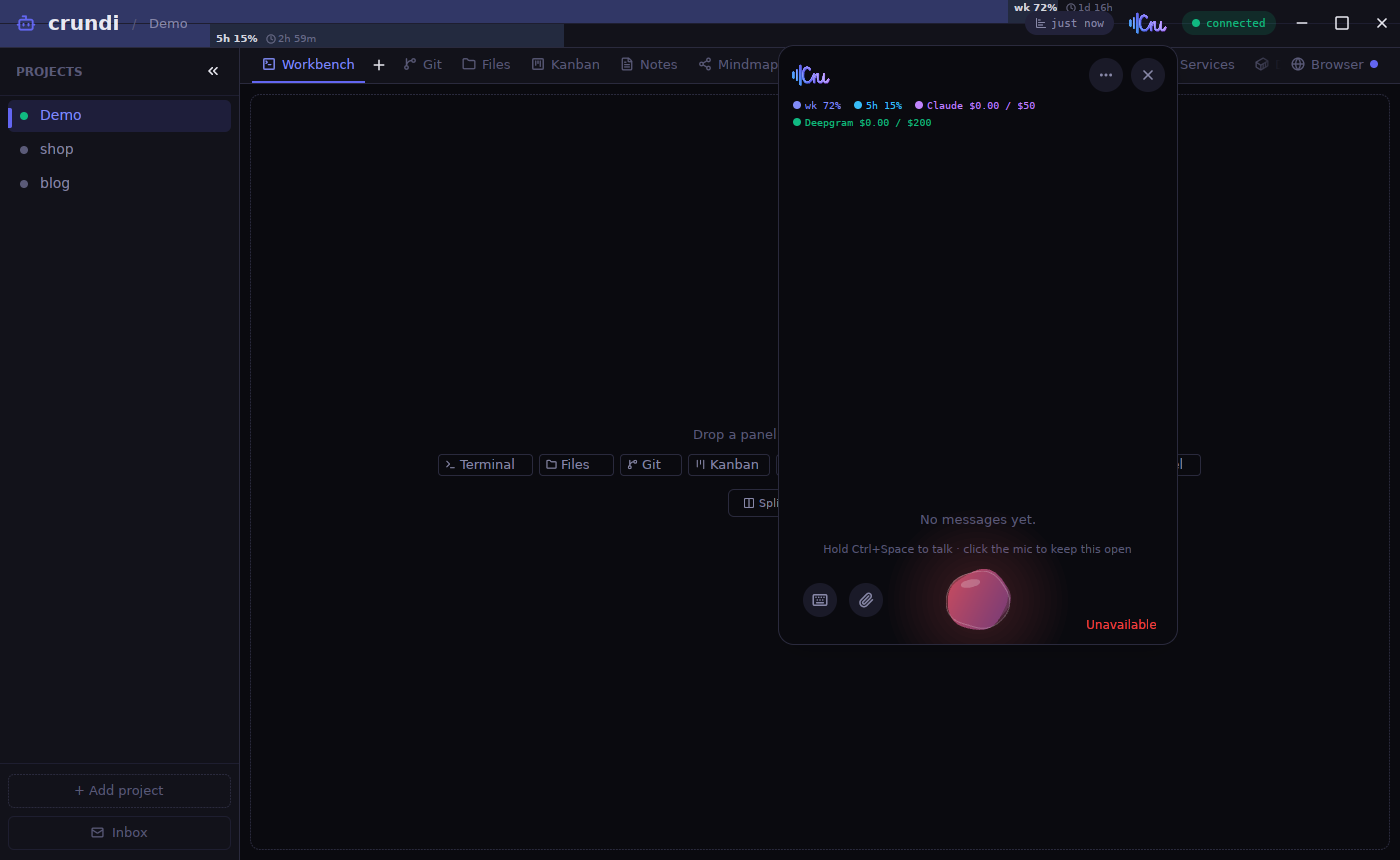 crundi / Demo
wk 72% 1d 16h
5h 15% 2h 59m
just now
Cru
connected
PROJECTS
Demo
shop
blog
+ Add project
Inbox
Workbench + Git Files Kanban Notes Mindmap
Services Browser
Drop a panel
Terminal Files Git Kanban
Cru
wk 72% 5h 15% Claude $0.00 / $50
Deepgram $0.00 / $200
No messages yet.
Hold Ctrl+Space to talk · click the mic to keep this open
Unavailable